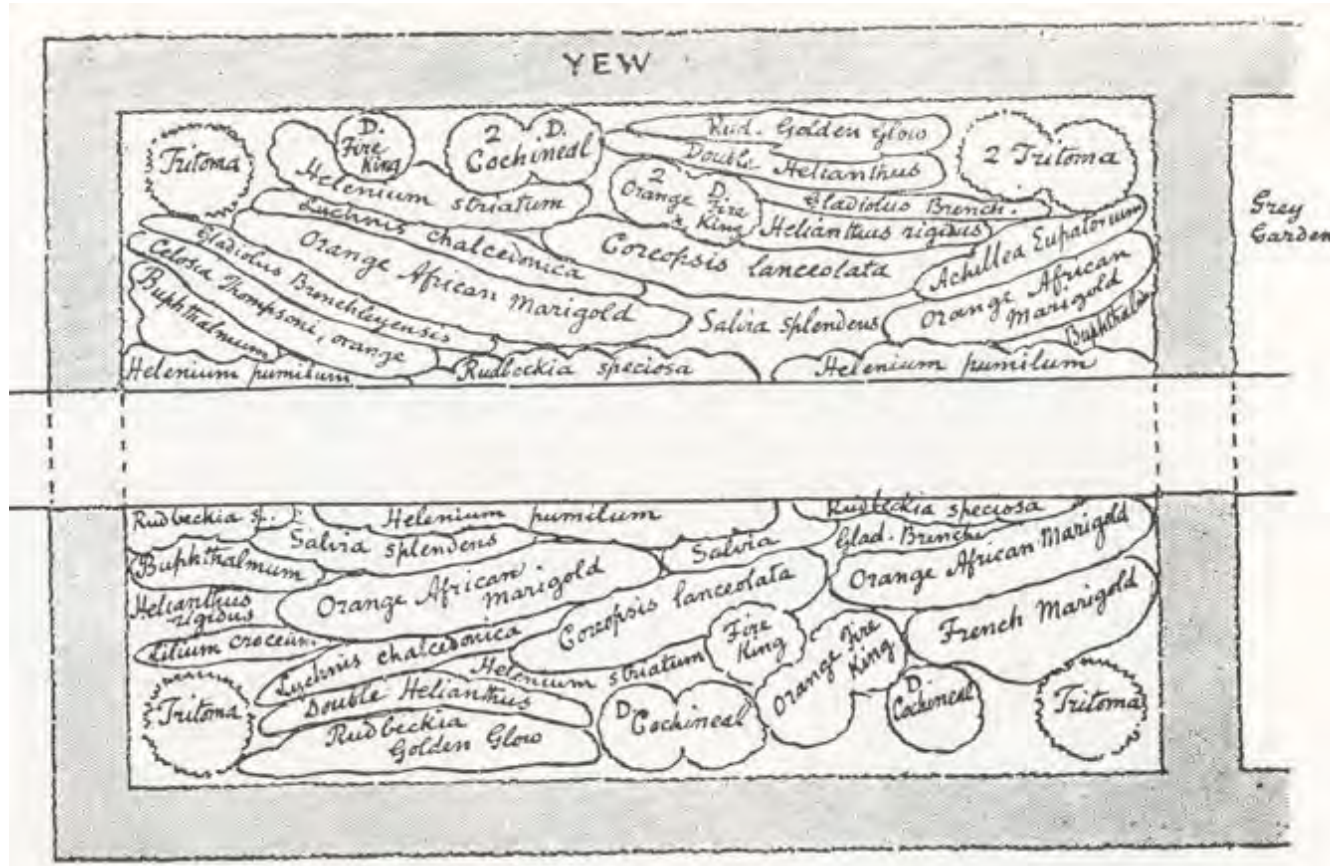 YEW
Tritoma
D.
Fire
King
2 D.
Cochineal
Rud. Golden Glow
Double Helianthus
2 Tritoma
Helenium striatum
2
Orange D.
Fire
King
Gladiolus Brench.
Helianthus rigidus
Grey
Garden
Lychnis chalcedonica
Coreopsis lanceolata
Achillea Eupatorium
Gladiolus Brenchleyensis
Orange African
Marigold
Orange African
Marigold
Celosia Thompsoni, orange
Salvia splendens
Buphthalmum
Buphthalmum
Helenium pumilum
Rudbeckia speciosa
Helenium pumilum
Rudbeckia sp.
Helenium pumilum
Rudbeckia speciosa
Salvia splendens
Salvia
Glad. Brench.
Buphthalmum
Orange African
Marigold
Coreopsis lanceolata
Orange African Marigold
Helianthus
rigidus
French Marigold
Lilium croceum.
Lychnis chalcedonica
Fire
King
Orange Fire
King
Helenium striatum
Tritoma
Double Helianthus
D.
Cochineal
D.
Cochineal
Tritoma
Rudbeckia
Golden Glow